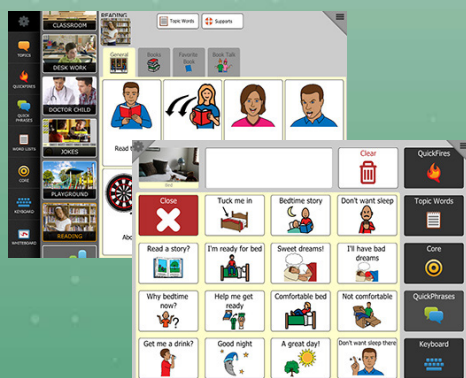 CLASSROOM
DESK WORK
DOCTOR CHILD
JOKES
PLAYGROUND
READING
TOPICS
QUICKFIRES
QUICK
PHRASES
WORD LISTS
CORE
KEYBOARD
WHITEBOARD
READING
Topic Words
Supports
General
Books
Favorite
Book
Book Talk
Read t
Abo
Bed
Clear
QuickFires
Close
Tuck me in
Bedtime story
Don't want sleep
Topic Words
Read a story?
I'm ready for bed
Sweet dreams!
I'll have bad
dreams
Core
Why bedtime
now?
Help me get
ready
Comfortable bed
Not comfortable
QuickPhrases
Get me a drink?
Good night
A great day!
Don't want sleep there
Keyboard